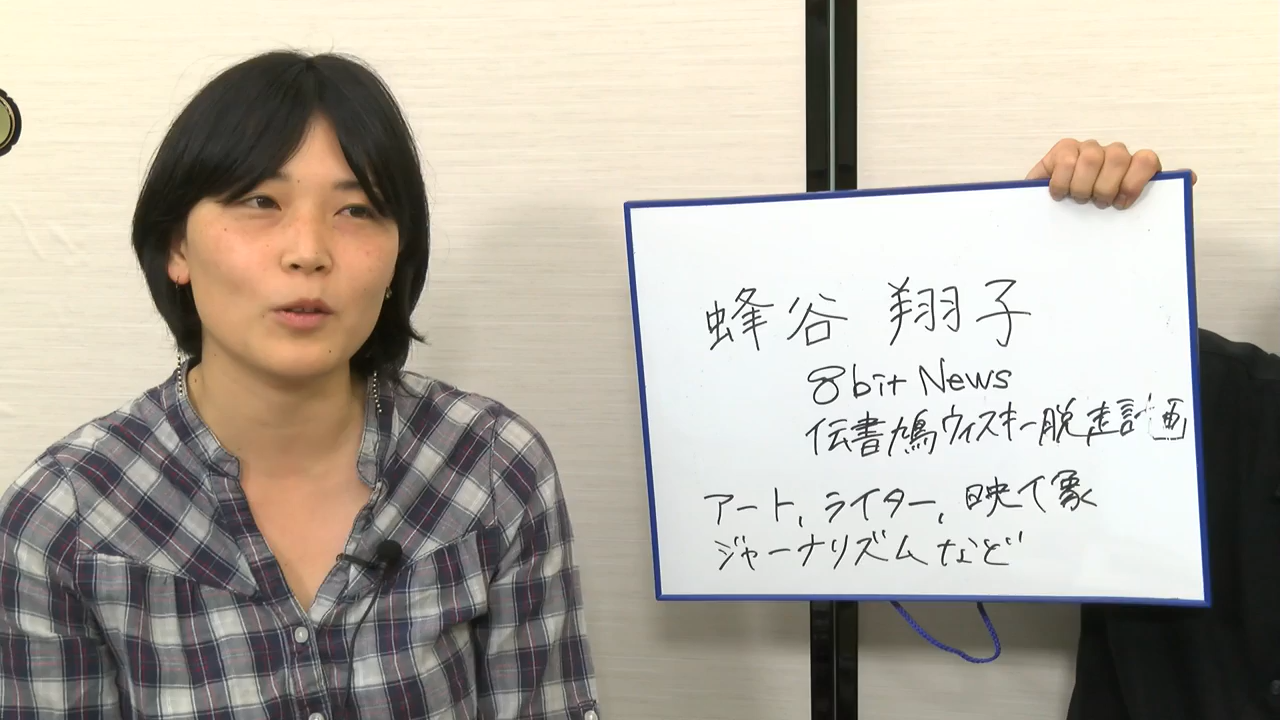 蜂谷 翔子
8bit News
伝書鳩ウィスキー脱走計画
アート, ライター, 映像
ジャーナリズムなど